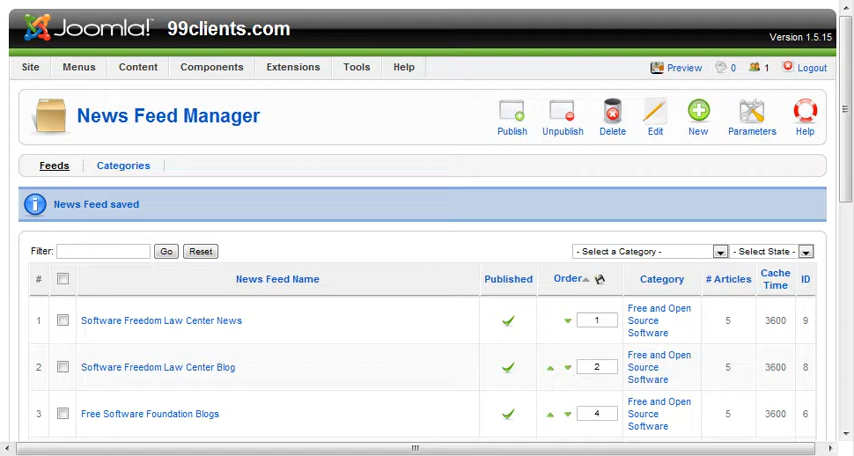 Joomla! 99clients.com
Version 1.5.15
Site Menus Content Components Extensions Tools Help Preview 0 1 Logout
News Feed Manager
Publish Unpublish Delete Edit New Parameters Help
Feeds Categories
News Feed saved
Filter: Go Reset - Select a Category - - Select State -
# News Feed Name Published Order Category # Articles Cache Time ID
1 Software Freedom Law Center News 1 Free and Open Source Software 5 3600 9
2 Software Freedom Law Center Blog 2 Free and Open Source Software 5 3600 8
3 Free Software Foundation Blogs 4 Free and Open Source Software 5 3600 6